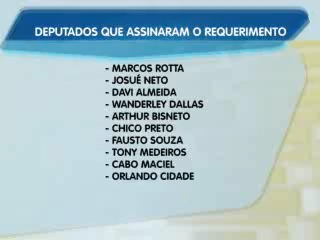 DEPUTADOS QUE ASSINARAM O REQUERIMENTO
- MARCOS ROTTA
- JOSUÉ NETO
- DAVI ALMEIDA
- WANDERLEY DALLAS
- ARTHUR BISNETO
- CHICO PRETO
- FAUSTO SOUZA
- TONY MEDEIROS
- CABO MACIEL
- ORLANDO CIDADE